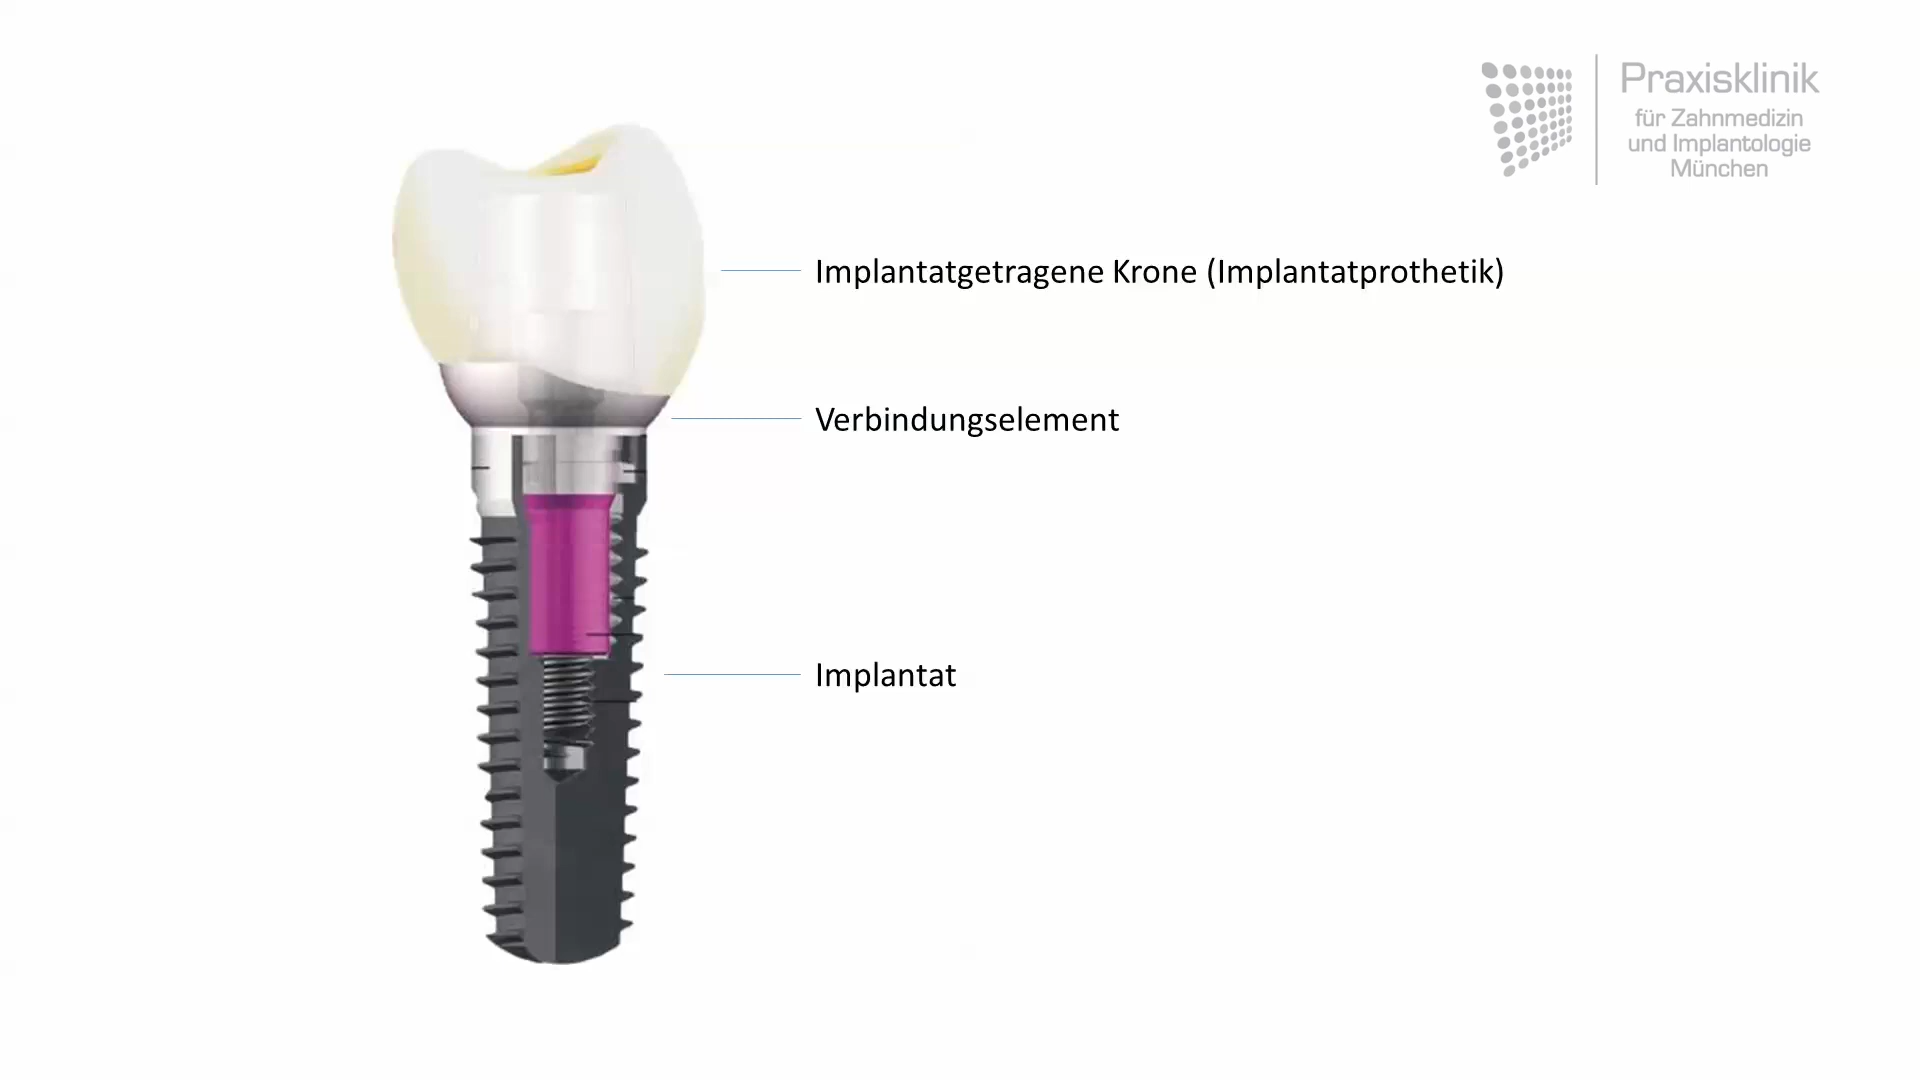 Praxisklinik
für Zahnmedizin
und Implantologie
München
Implantatgetragene Krone (Implantatprothetik)
Verbindungselement
Implantat